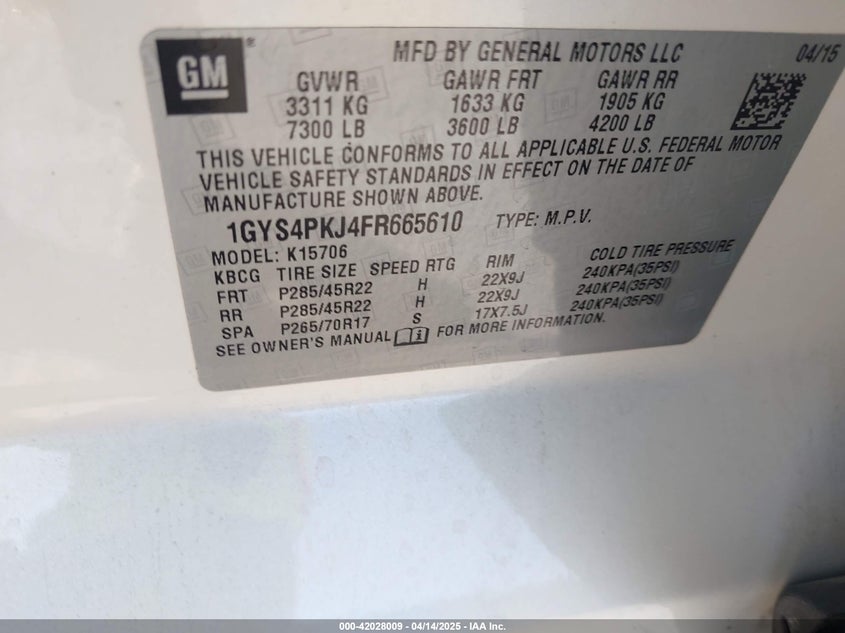 GM ®
MFD BY GENERAL MOTORS LLC 04/15
GVWR GAWR FRT GAWR RR
3311 KG 1633 KG 1905 KG
7300 LB 3600 LB 4200 LB
THIS VEHICLE CONFORMS TO ALL APPLICABLE U.S. FEDERAL MOTOR
VEHICLE SAFETY STANDARDS IN EFFECT ON THE DATE OF
MANUFACTURE SHOWN ABOVE.
1GYS4PKJ4FR665610 TYPE: M.P.V.
MODEL: K15706
KBCG TIRE SIZE SPEED RTG RIM COLD TIRE PRESSURE
FRT P285/45R22 H 22X9J 240KPA(35PSI)
RR P285/45R22 H 22X9J 240KPA(35PSI)
SPA P265/70R17 S 17X7.5J 240KPA(35PSI)
SEE OWNER'S MANUAL FOR MORE INFORMATION.
000-42028009 - 04/14/2025 - IAA Inc.